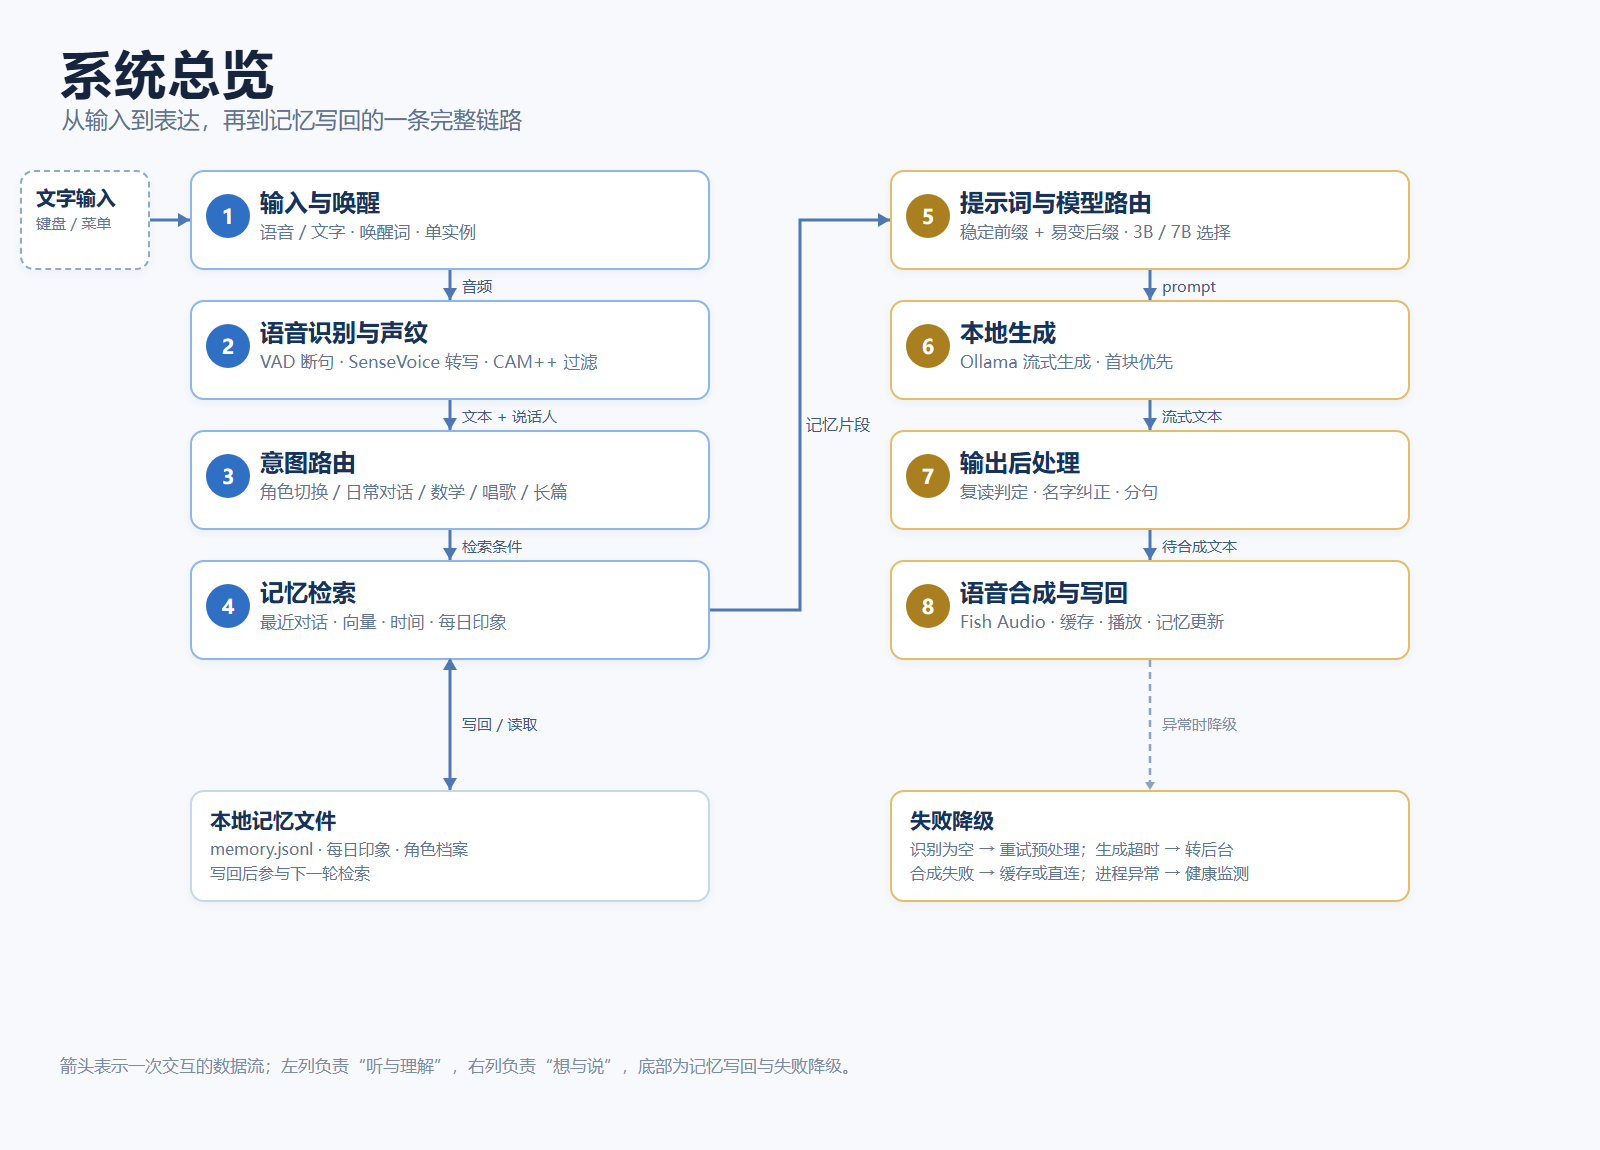 系统总览
从输入到表达，再到记忆写回的一条完整链路
文字输入
键盘 / 菜单
1
输入与唤醒
语音 / 文字 · 唤醒词 · 单实例
音频
2
语音识别与声纹
VAD 断句 · SenseVoice 转写 · CAM++ 过滤
文本 + 说话人
3
意图路由
角色切换 / 日常对话 / 数学 / 唱歌 / 长篇
检索条件
4
记忆检索
最近对话 · 向量 · 时间 · 每日印象
写回 / 读取
本地记忆文件
memory.jsonl · 每日印象 · 角色档案
写回后参与下一轮检索
记忆片段
5
提示词与模型路由
稳定前缀 + 易变后缀 · 3B / 7B 选择
prompt
6
本地生成
Ollama 流式生成 · 首块优先
流式文本
7
输出后处理
复读判定 · 名字纠正 · 分句
待合成文本
8
语音合成与写回
Fish Audio · 缓存 · 播放 · 记忆更新
异常时降级
失败降级
识别为空 → 重试预处理；生成超时 → 转后台
合成失败 → 缓存或直连；进程异常 → 健康监测
箭头表示一次交互的数据流；左列负责“听与理解”，右列负责“想与说”，底部为记忆写回与失败降级。